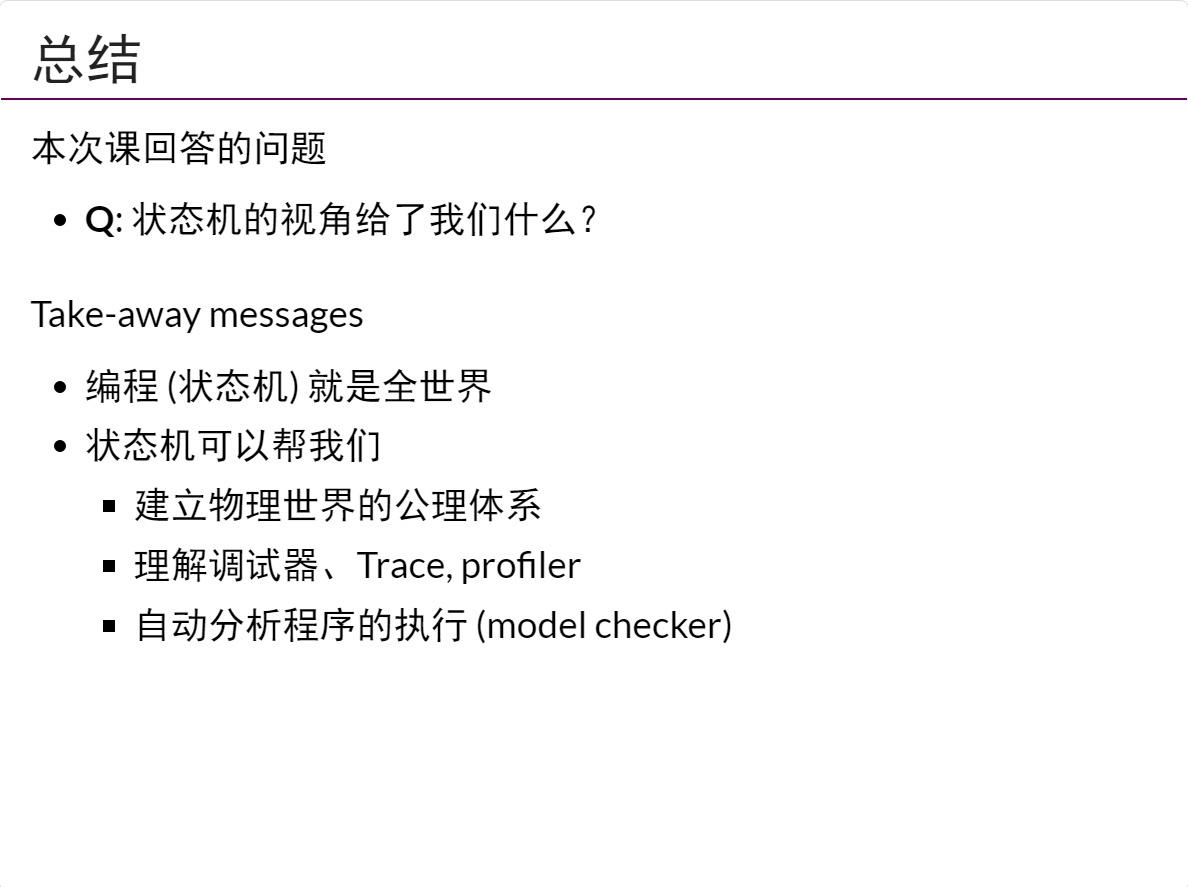 总结
本次课回答的问题
Q: 状态机的视角给了我们什么？
Take-away messages
编程 (状态机) 就是全世界
状态机可以帮我们
建立物理世界的公理体系
理解调试器、Trace, profiler
自动分析程序的执行 (model checker)